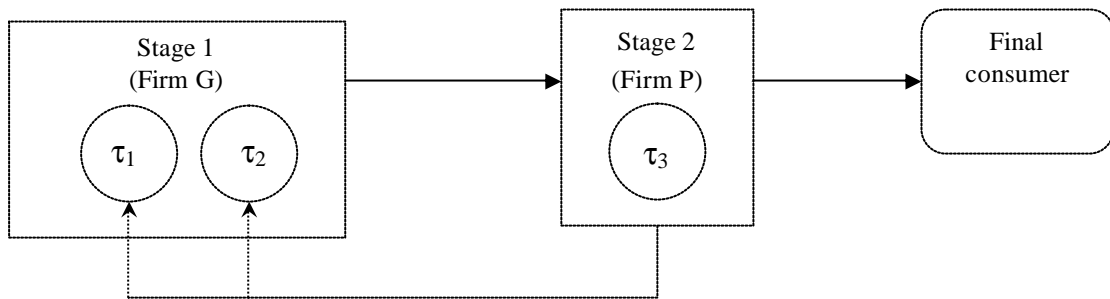 Stage 1
(Firm G)
τ1
τ2
Stage 2
(Firm P)
τ3
Final
consumer